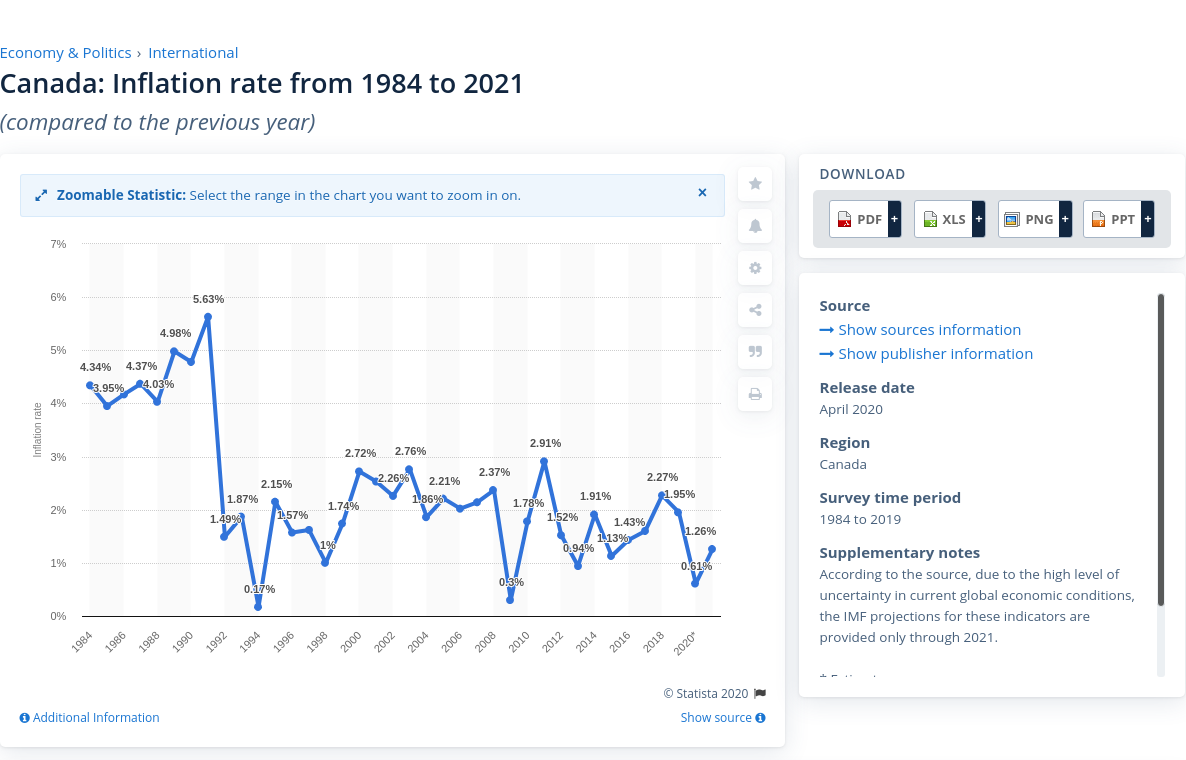 Economy & Politics › International
Canada: Inflation rate from 1984 to 2021
(compared to the previous year)
Zoomable Statistic: Select the range in the chart you want to zoom in on. ×
7%
6%
5%
4%
3%
2%
1%
0%
Inflation rate
4.34%
3.95%
4.37%
4.03%
4.98%
5.63%
1.49%
1.87%
0.17%
2.15%
1.57%
1%
1.74%
2.72%
2.26%
2.76%
1.86%
2.21%
2.37%
0.3%
1.78%
2.91%
1.52%
0.94%
1.91%
1.13%
1.43%
2.27%
1.95%
0.61%
1.26%
1984 1986 1988 1990 1992 1994 1996 1998 2000 2002 2004 2006 2008 2010 2012 2014 2016 2018 2020*
© Statista 2020
Additional Information
Show source
DOWNLOAD
PDF + XLS + PNG + PPT +
Source
Show sources information
Show publisher information
Release date
April 2020
Region
Canada
Survey time period
1984 to 2019
Supplementary notes
According to the source, due to the high level of
uncertainty in current global economic conditions,
the IMF projections for these indicators are
provided only through 2021.